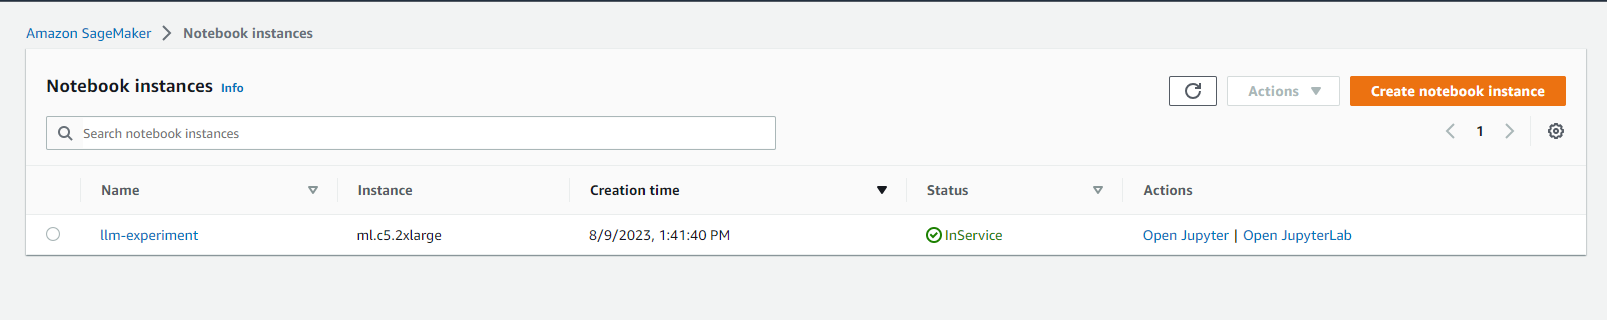 Amazon SageMaker > Notebook instances
Notebook instances Info
Actions
Create notebook instance
Search notebook instances
1
Name Instance Creation time Status Actions
llm-experiment ml.c5.2xlarge 8/9/2023, 1:41:40 PM InService Open Jupyter | Open JupyterLab